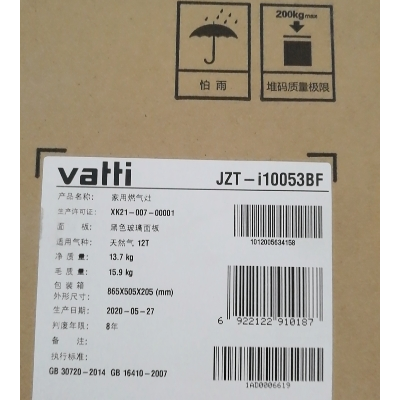 200kg max
怕雨
堆码质量极限
vatti
JZT-i10053BF
产品名称: 家用燃气灶
生产许可证: XK21-007-00001
面 板: 黑色玻璃面板
适用气种: 天然气 12T
净 质 量: 13.7 kg
毛 质 量: 15.9 kg
包 装 箱
外形尺寸: 865X505X205 (mm)
生产日期: 2020-05-27
判废年限: 8年
备 注:
执行标准:
GB 30720-2014 GB 16410-2007
1012005634158
6 922122 910187
1AD0006619